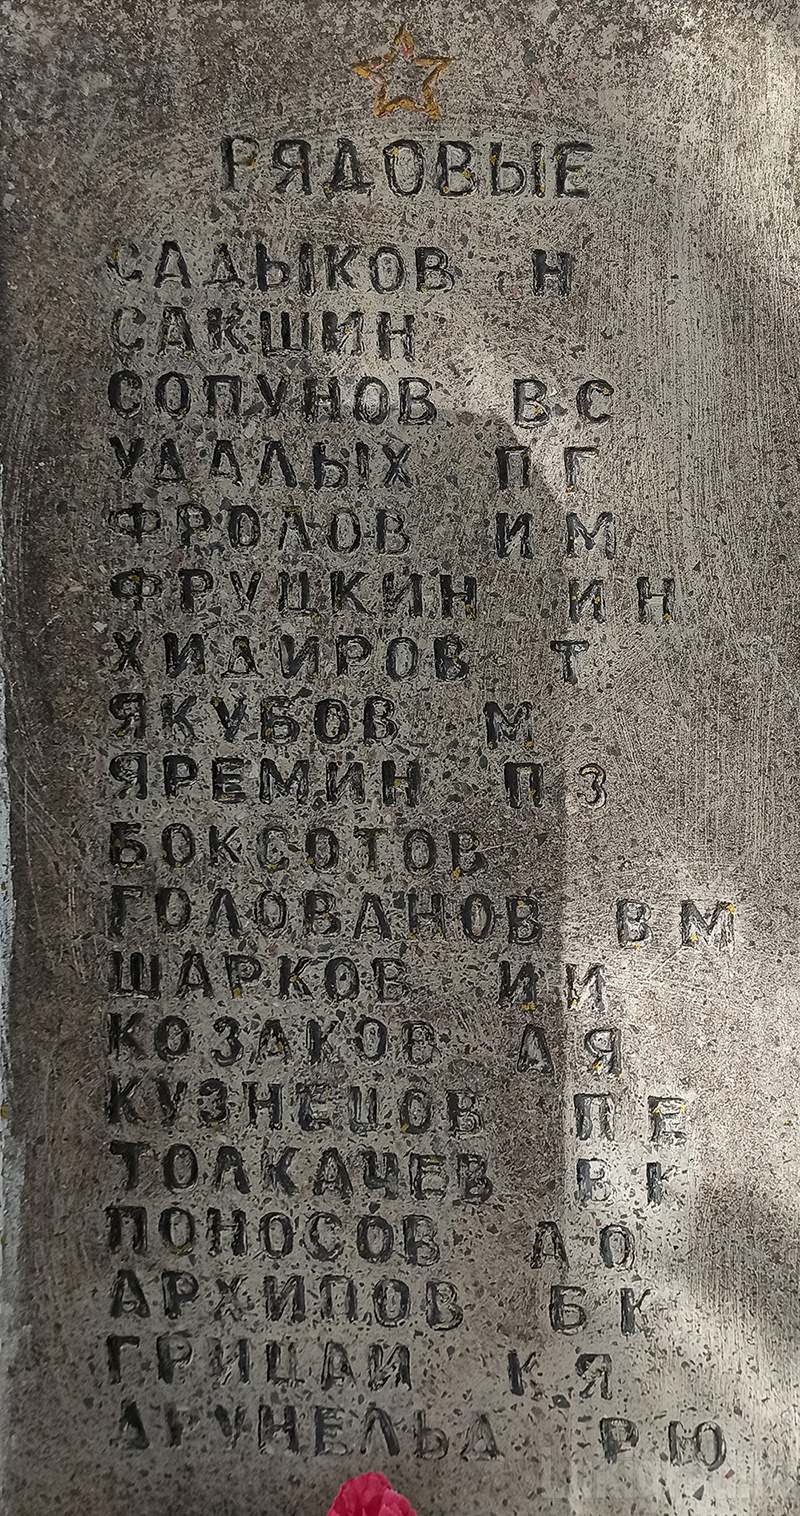 РЯДОВЫЕ
САДЫКОВ Н
САКШИН
СОПУНОВ В С
УДАЛЫХ П Г
ФРОЛОВ И М
ФРУЦКИН И Н
ХИДИРОВ Т
ЯКУБОВ М
ЯРЕМИН П З
БОКСОТОВ
ГОЛОВАНОВ В М
ШАРКОВ И И
КОЗАКОВ А Я
КУЗНЕЦОВ П Е
ТОЛКАЧЕВ В К
ПОНОСОВ А О
АРХИПОВ Б К
ГРИЦАЙ К Я
ДРУНЕЛЬД Р Ю